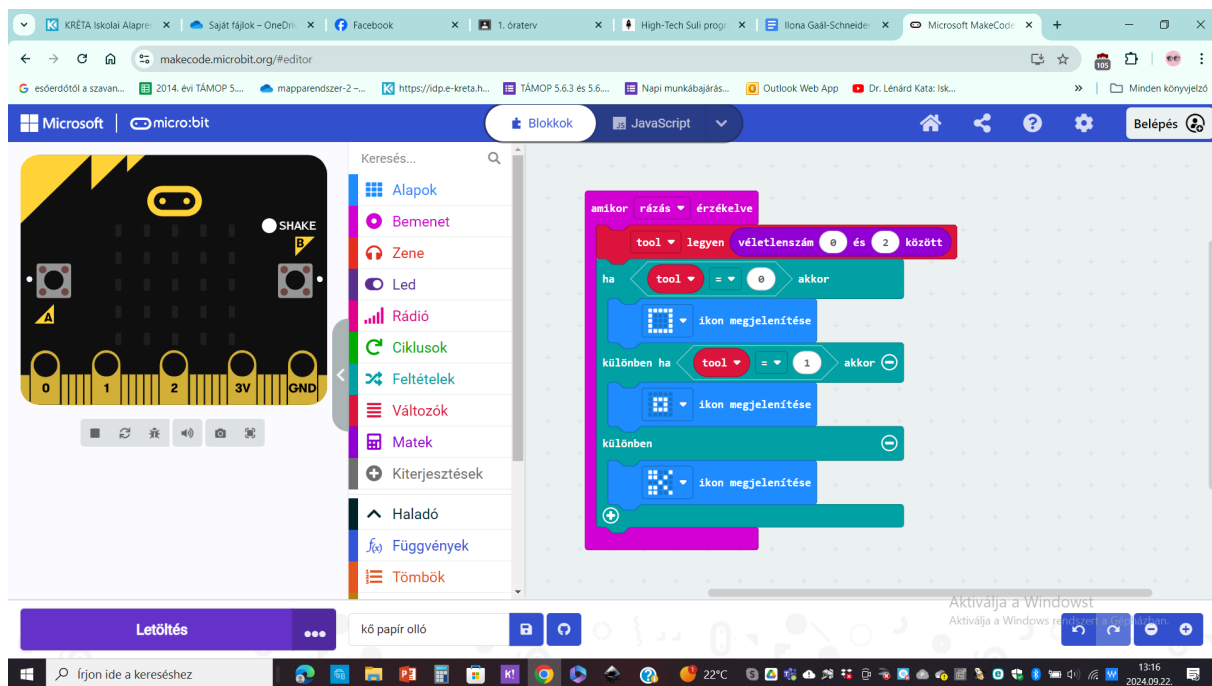 KRÉTA Iskolai Alapren
Saját fájlok – OneDriv
Facebook
1. óraterv
High-Tech Suli progr
Ilona Gaál-Schneider
Microsoft MakeCode
makecode.microbit.org/#editor
105
esóerdótól a szavan...
2014. évi TÁMOP 5....
mapparendszer-2 –...
https://idp.e-kreta.h...
TÁMOP 5.6.3 és 5.6....
Napi munkábajárás...
Outlook Web App
Dr. Lénárd Kata: Isk...
Minden könyvjelző
Microsoft
micro:bit
Blokkok
JavaScript
Belépés
SHAKE
B
A
0 1 2 3V GND
Keresés...
Alapok
Bemenet
Zene
Led
Rádió
Ciklusok
Feltételek
Változók
Matek
Kiterjesztések
Haladó
f(x) Függvények
Tömbök
amikor rázás érzékelve
tool legyen véletlenszám 0 és 2 között
ha tool = 0 akkor
ikon megjelenítése
különben ha tool = 1 akkor
ikon megjelenítése
különben
ikon megjelenítése
Aktiválja a Windowst
Aktiválja a Windows rendszert a Gépházban.
Letöltés
kő papír olló
Írjon ide a kereséshez
22°C
13:16
2024.09.22.